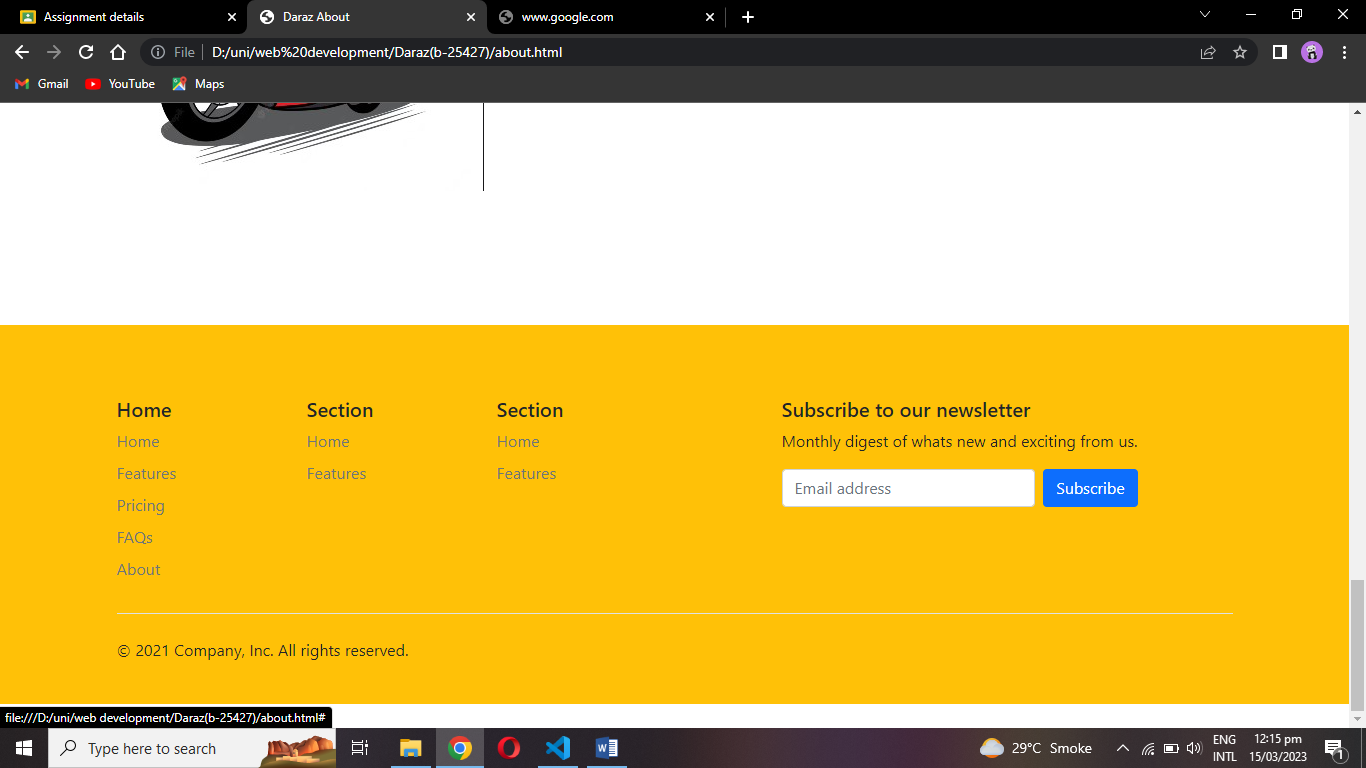 Assignment details
Daraz About
www.google.com
File
D:/uni/web%20development/Daraz(b-25427)/about.html
Gmail
YouTube
Maps
Home
Home
Features
Pricing
FAQs
About
Section
Home
Features
Section
Home
Features
Subscribe to our newsletter
Monthly digest of whats new and exciting from us.
Email address
Subscribe
© 2021 Company, Inc. All rights reserved.
file:///D:/uni/web development/Daraz(b-25427)/about.html#
Type here to search
29°C Smoke
ENG
INTL
12:15 pm
15/03/2023
1